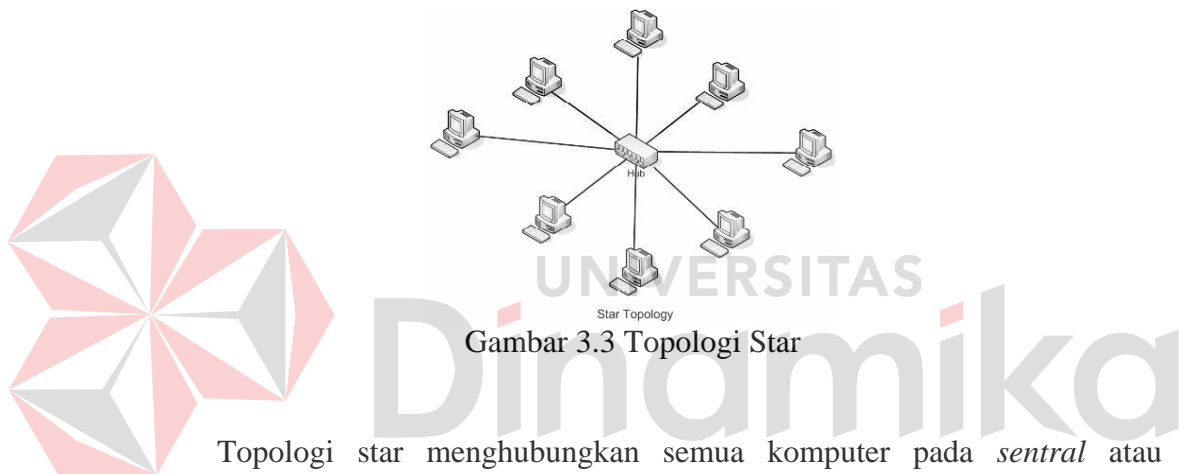 Hub
UNIVERSITAS
Star Topology
Gambar 3.3 Topologi Star
Dinamika
Topologi star menghubungkan semua komputer pada sentral atau